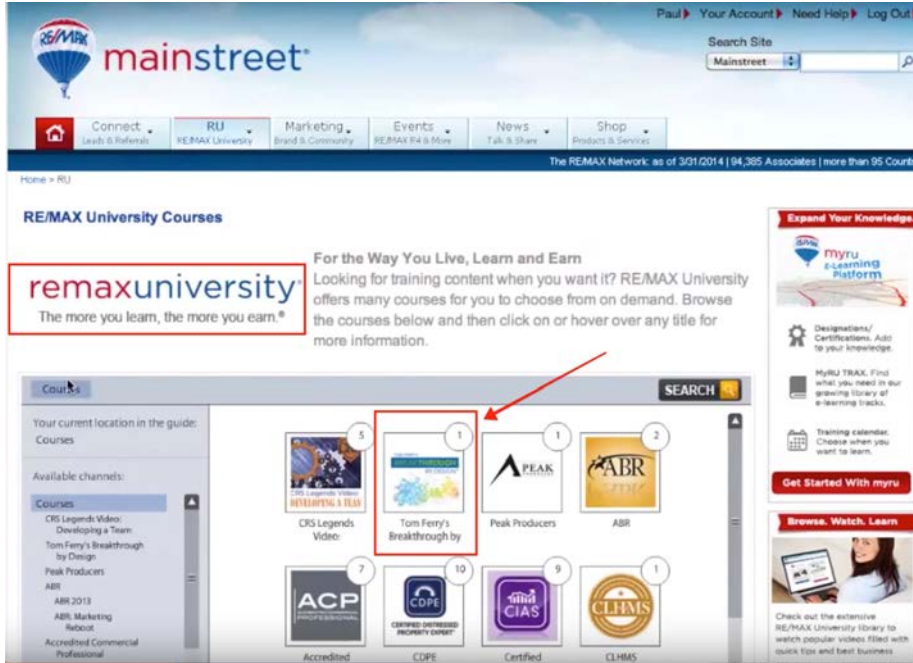 Paul Your Account Need Help Log Out
RE/MAX
mainstreet
Search Site
Mainstreet
Connect
Leads & Referrals
RU
RE/MAX University
Marketing
Brand & Community
Events
RE/MAX R4 & More
News
Talk & Share
Shop
Products & Services
The RE/MAX Network: as of 3/31/2014 | 94,385 Associates | more than 95 Count
Home > RU
RE/MAX University Courses
remaxuniversity
The more you learn, the more you earn.®
For the Way You Live, Learn and Earn
Looking for training content when you want it? RE/MAX University
offers many courses for you to choose from on demand. Browse
the courses below and then click on or hover over any title for
more information.
Courses
SEARCH
Your current location in the guide:
Courses
Available channels:
Courses
CRS Legends Video:
Developing a Team
Tom Ferry's Breakthrough
by Design
Peak Producers
ABR
ABR 2013
ABR: Marketing
Reboot
Accredited Commercial
Professional
5
CRS Legends Video:
DEVELOPING A TEAM
CRS Legends
Video:
1
BREAKTHROUGH
BY DESIGN
Tom Ferry's
Breakthrough by
1
PEAK
Peak Producers
2
ABR
ABR
7
ACP
PROFESSIONAL
Accredited
10
CDPE
CERTIFIED DISTRESSED
PROPERTY EXPERT
CDPE
9
CIAS
Certified
1
CLHMS
CLHMS
Expand Your Knowledge
RE/MAX
myru
E-Learning
Platform
Designations/
Certifications. Add
to your knowledge.
MyRU TRAX. Find
what you need in our
growing library of
e-learning tracks.
Training calendar.
Choose when you
want to learn.
Get Started With myru
Browse. Watch. Learn
Check out the extensive
RE/MAX University library to
watch popular videos filled with
quick tips and best business